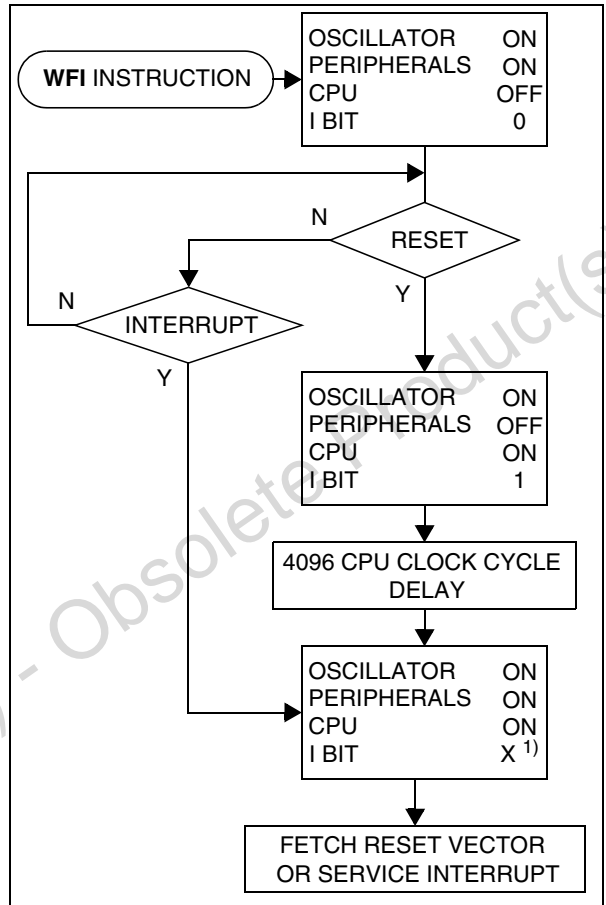 WFI INSTRUCTION
OSCILLATOR ON
PERIPHERALS ON
CPU OFF
I BIT 0
N
RESET
Y
N
INTERRUPT
Y
OSCILLATOR ON
PERIPHERALS OFF
CPU ON
I BIT 1
4096 CPU CLOCK CYCLE
DELAY
OSCILLATOR ON
PERIPHERALS ON
CPU ON
I BIT X 1)
FETCH RESET VECTOR
OR SERVICE INTERRUPT
- Obsolete Product(s